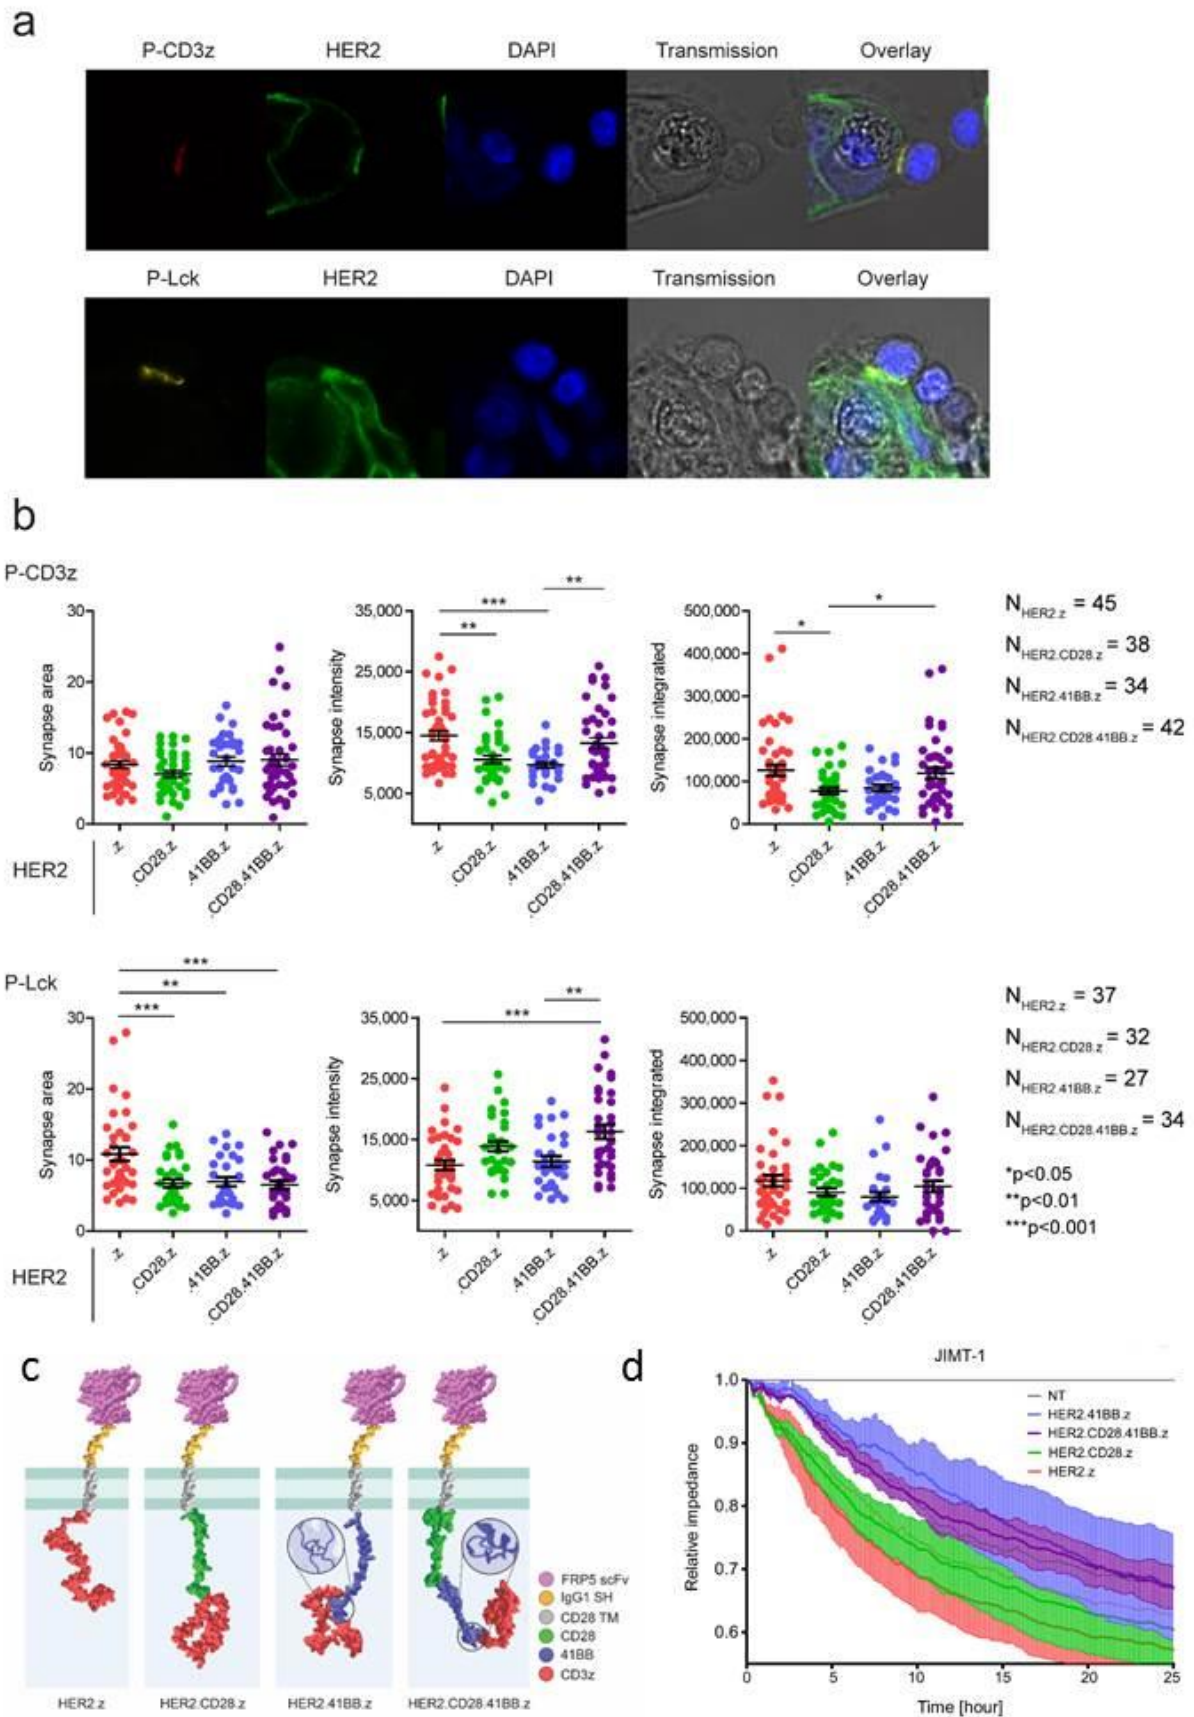 a
P-CD3z HER2 DAPI Transmission Overlay
P-Lck HER2 DAPI Transmission Overlay
b
P-CD3z
Synapse area
30
20
10
0
.z
.CD28.z
.41BB.z
.CD28.41BB.z
HER2
Synapse intensity
35,000
25,000
15,000
5,000
***
**
**
.z
.CD28.z
.41BB.z
.CD28.41BB.z
Synapse integrated
500,000
400,000
300,000
200,000
100,000
0
*
*
.z
.CD28.z
.41BB.z
.CD28.41BB.z
N HER2.z = 45
N HER2.CD28.z = 38
N HER2.41BB.z = 34
N HER2.CD28.41BB.z = 42
P-Lck
Synapse area
30
20
10
0
***
**
***
.z
.CD28.z
.41BB.z
.CD28.41BB.z
HER2
Synapse intensity
35,000
25,000
15,000
5,000
**
***
.z
.CD28.z
.41BB.z
.CD28.41BB.z
Synapse integrated
500,000
400,000
300,000
200,000
100,000
0
.z
.CD28.z
.41BB.z
.CD28.41BB.z
N HER2.z = 37
N HER2.CD28.z = 32
N HER2.41BB.z = 27
N HER2.CD28.41BB.z = 34
*p<0.05
**p<0.01
***p<0.001
c
FRP5 scFv
IgG1 SH
CD28 TM
CD28
41BB
CD3z
HER2.z HER2.CD28.z HER2.41BB.z HER2.CD28.41BB.z
d
JIMT-1
Relative impedance
1.0
0.9
0.8
0.7
0.6
NT
HER2.41BB.z
HER2.CD28.41BB.z
HER2.CD28.z
HER2.z
0 5 10 15 20 25
Time [hour]